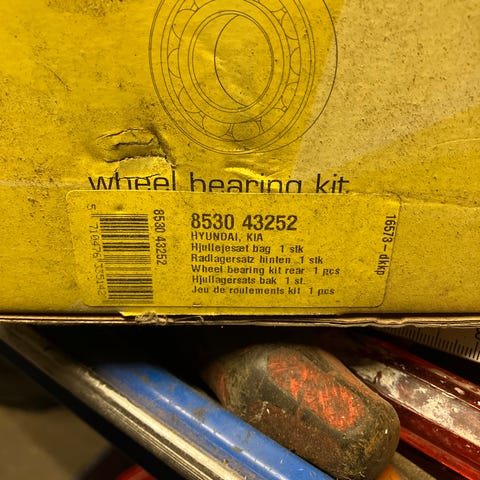 wheel bearing kit
8530 43252
HYUNDAI, KIA
Hjullejesæt bag 1 stk
Radlagersatz hinten 1 stk
Wheel bearing kit rear 1 pcs
Hjullagersats bak 1 st.
Jeu de roulements kit 1 pcs
8530 43252
16573 - dkkp